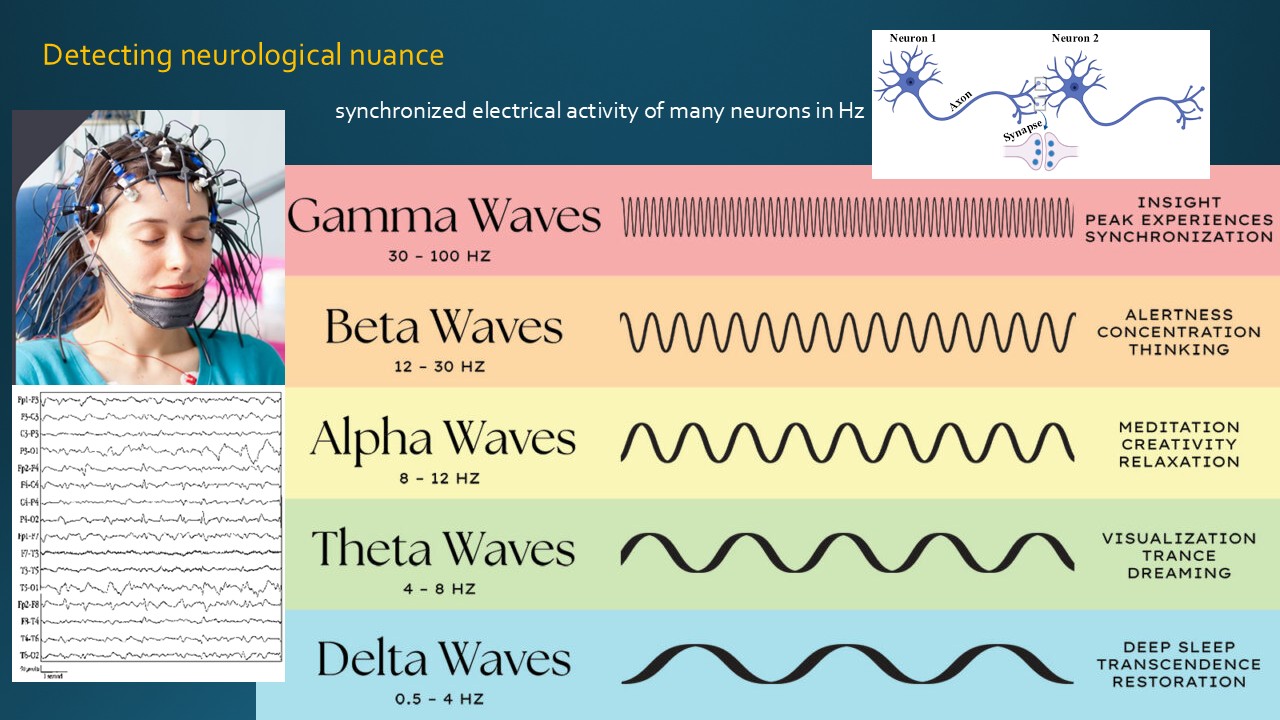 Detecting neurological nuance
synchronized electrical activity of many neurons in Hz
Neuron 1
Neuron 2
Axon
Synapse
Gamma Waves
30 – 100 HZ
INSIGHT
PEAK EXPERIENCES
SYNCHRONIZATION
Beta Waves
12 – 30 HZ
ALERTNESS
CONCENTRATION
THINKING
Alpha Waves
8 – 12 HZ
MEDITATION
CREATIVITY
RELAXATION
Theta Waves
4 – 8 HZ
VISUALIZATION
TRANCE
DREAMING
Delta Waves
0.5 – 4 HZ
DEEP SLEEP
TRANSCENDENCE
RESTORATION
Fp1-F3
F3-C3
C3-P3
P3-O1
Fp2-F4
F4-C4
C4-P4
P4-O2
Fp1-F7
F7-T3
T3-T5
T5-O1
Fp2-F8
F8-T4
T4-T6
T6-O2